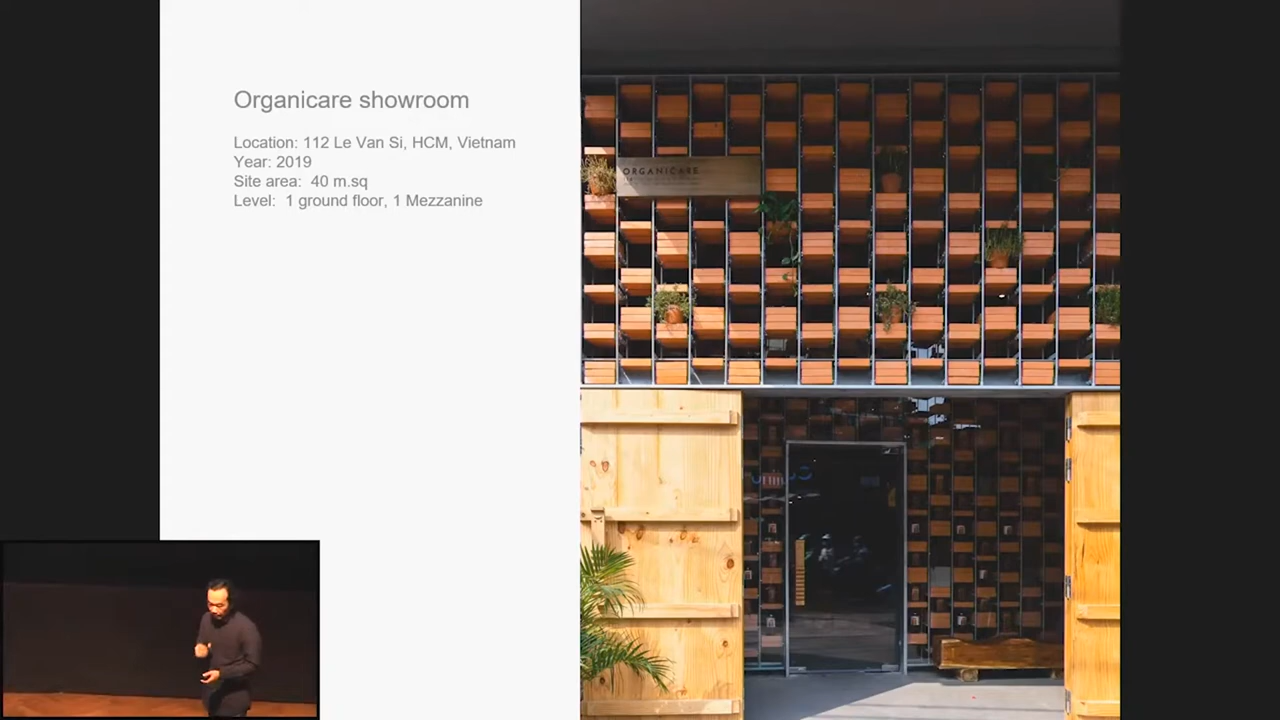 Organicare showroom
Location: 112 Le Van Si, HCM, Vietnam
Year: 2019
Site area:  40 m.sq
Level:  1 ground floor, 1 Mezzanine
ORGANICARE